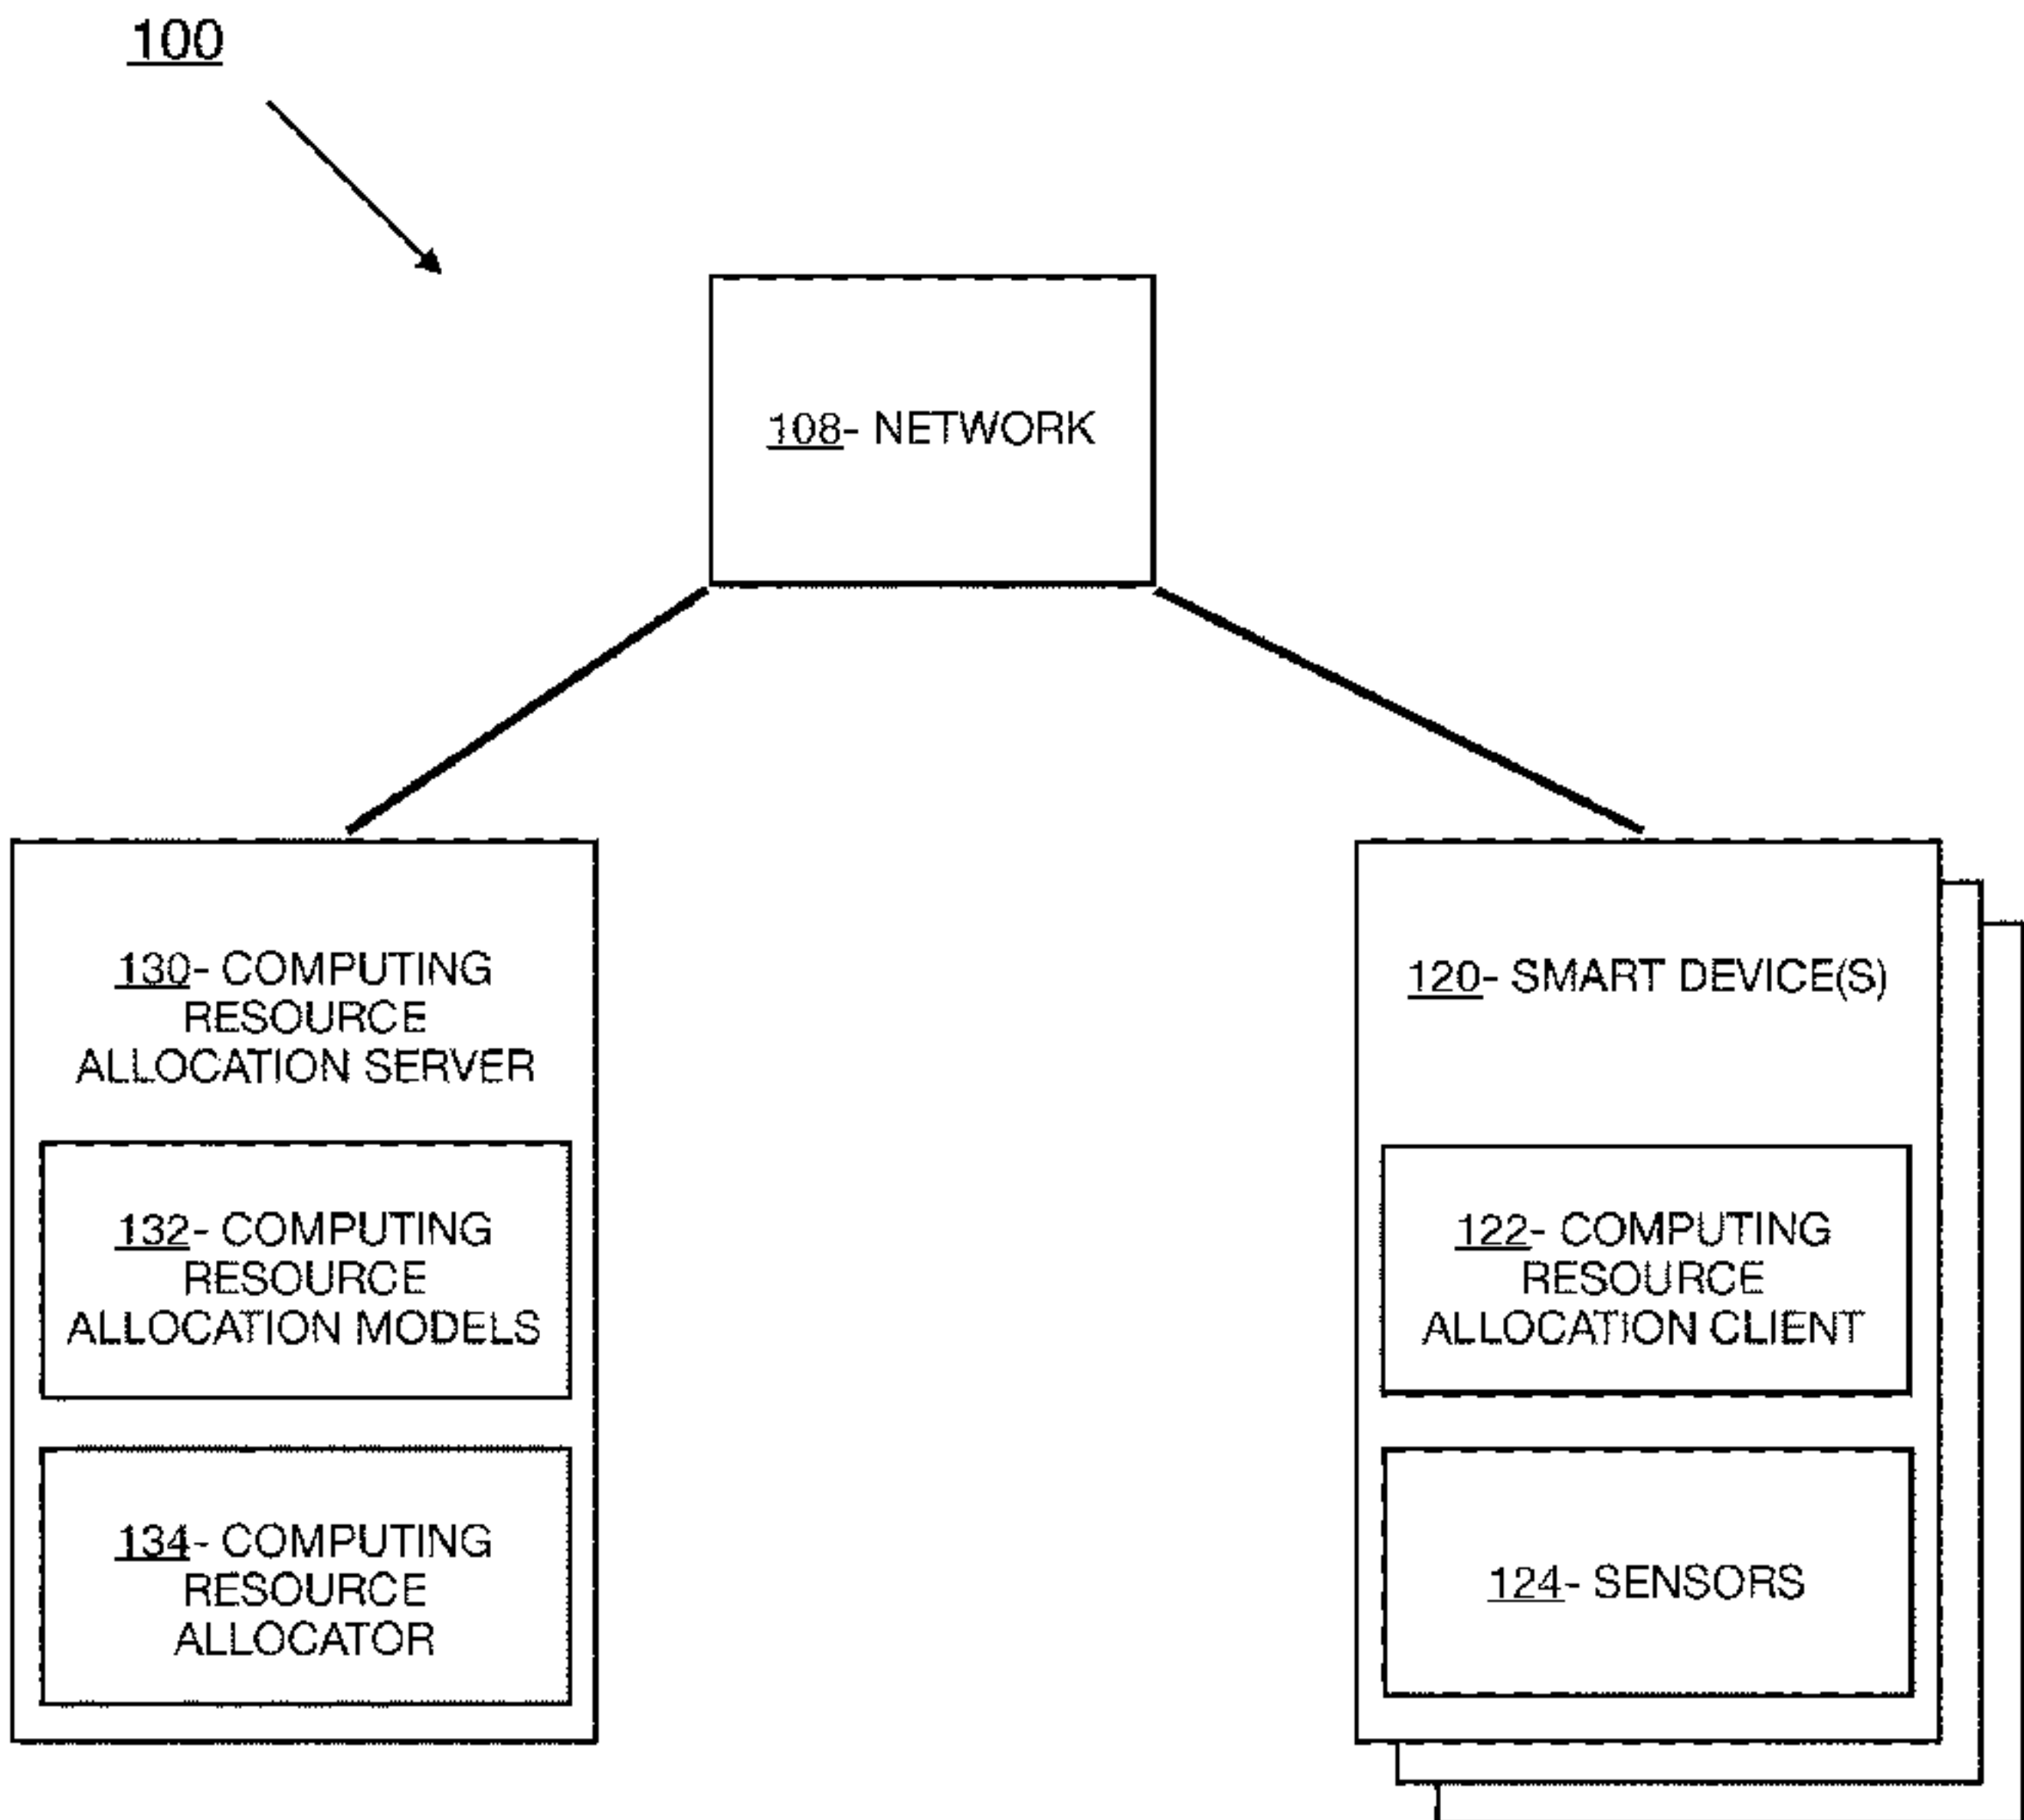 100
108- NETWORK
130- COMPUTING
RESOURCE
ALLOCATION SERVER
132- COMPUTING
RESOURCE
ALLOCATION MODELS
134- COMPUTING
RESOURCE
ALLOCATOR
120- SMART DEVICE(S)
122- COMPUTING
RESOURCE
ALLOCATION CLIENT
124- SENSORS